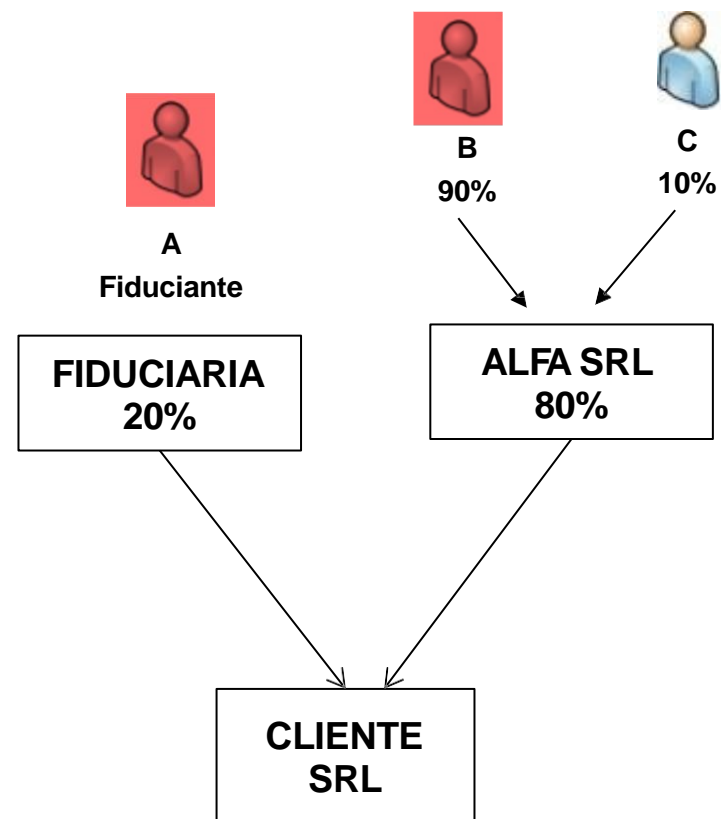 B
C
90%
10%
A
Fiduciante
FIDUCIARIA
20%
ALFA SRL
80%
CLIENTE
SRL